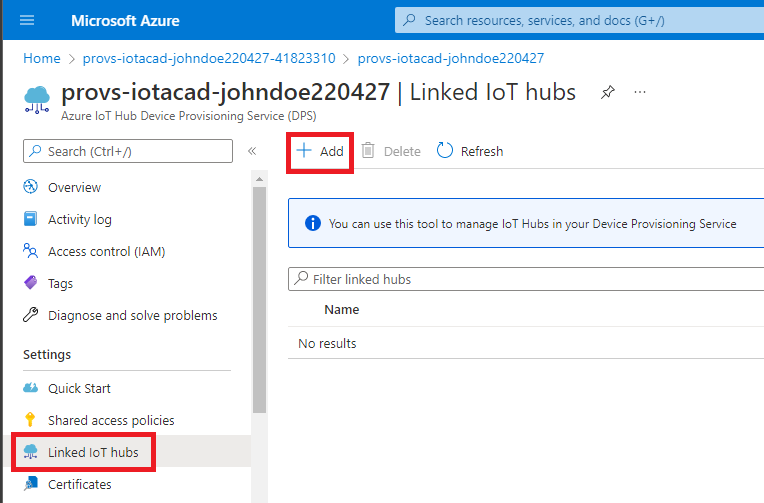 Microsoft Azure
Search resources, services, and docs (G+/)
Home > provs-iotacad-johndoe220427-41823310 > provs-iotacad-johndoe220427
provs-iotacad-johndoe220427 | Linked IoT hubs ...
Azure IoT Hub Device Provisioning Service (DPS)
Search (Ctrl+/) «
+ Add Delete Refresh
Overview
Activity log
Access control (IAM)
Tags
Diagnose and solve problems
Settings
Quick Start
Shared access policies
Linked IoT hubs
Certificates
You can use this tool to manage IoT Hubs in your Device Provisioning Service
Filter linked hubs
Name
No results